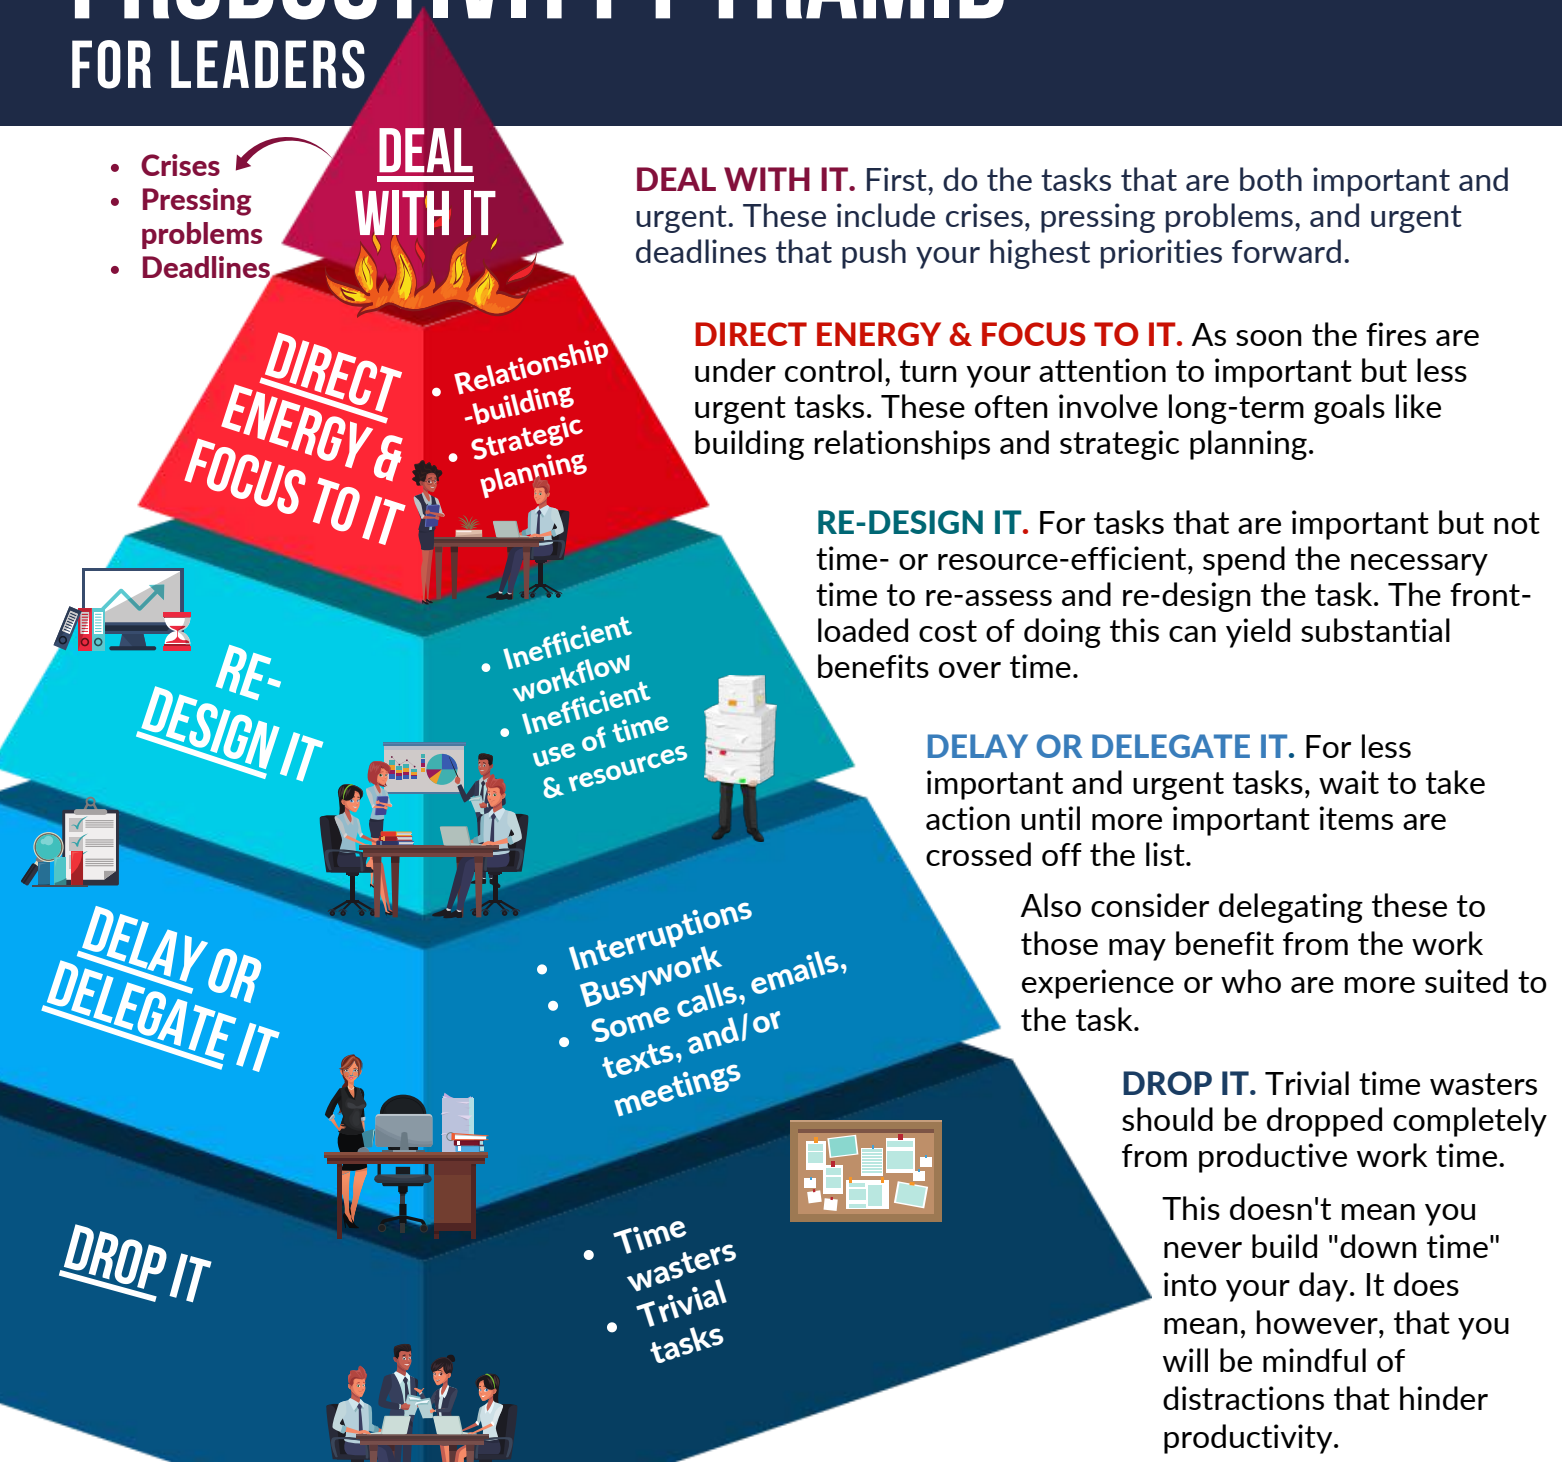 PRODUCTIVITY PYRAMID
FOR LEADERS
DEAL
WITH IT
• Crises
• Pressing
problems
• Deadlines
DEAL WITH IT. First, do the tasks that are both important and
urgent. These include crises, pressing problems, and urgent
deadlines that push your highest priorities forward.
DIRECT
ENERGY &
FOCUS TO IT
• Relationship
-building
• Strategic
planning
DIRECT ENERGY & FOCUS TO IT. As soon the fires are
under control, turn your attention to important but less
urgent tasks. These often involve long-term goals like
building relationships and strategic planning.
RE-
DESIGN IT
• Inefficient
workflow
• Inefficient
use of time
& resources
RE-DESIGN IT. For tasks that are important but not
time- or resource-efficient, spend the necessary
time to re-assess and re-design the task. The front-
loaded cost of doing this can yield substantial
benefits over time.
DELAY OR
DELEGATE IT
• Interruptions
• Busywork
• Some calls, emails,
texts, and/or
meetings
DELAY OR DELEGATE IT. For less
important and urgent tasks, wait to take
action until more important items are
crossed off the list.
Also consider delegating these to
those may benefit from the work
experience or who are more suited to
the task.
DROP IT
• Time
wasters
• Trivial
tasks
DROP IT. Trivial time wasters
should be dropped completely
from productive work time.
This doesn't mean you
never build "down time"
into your day. It does
mean, however, that you
will be mindful of
distractions that hinder
productivity.